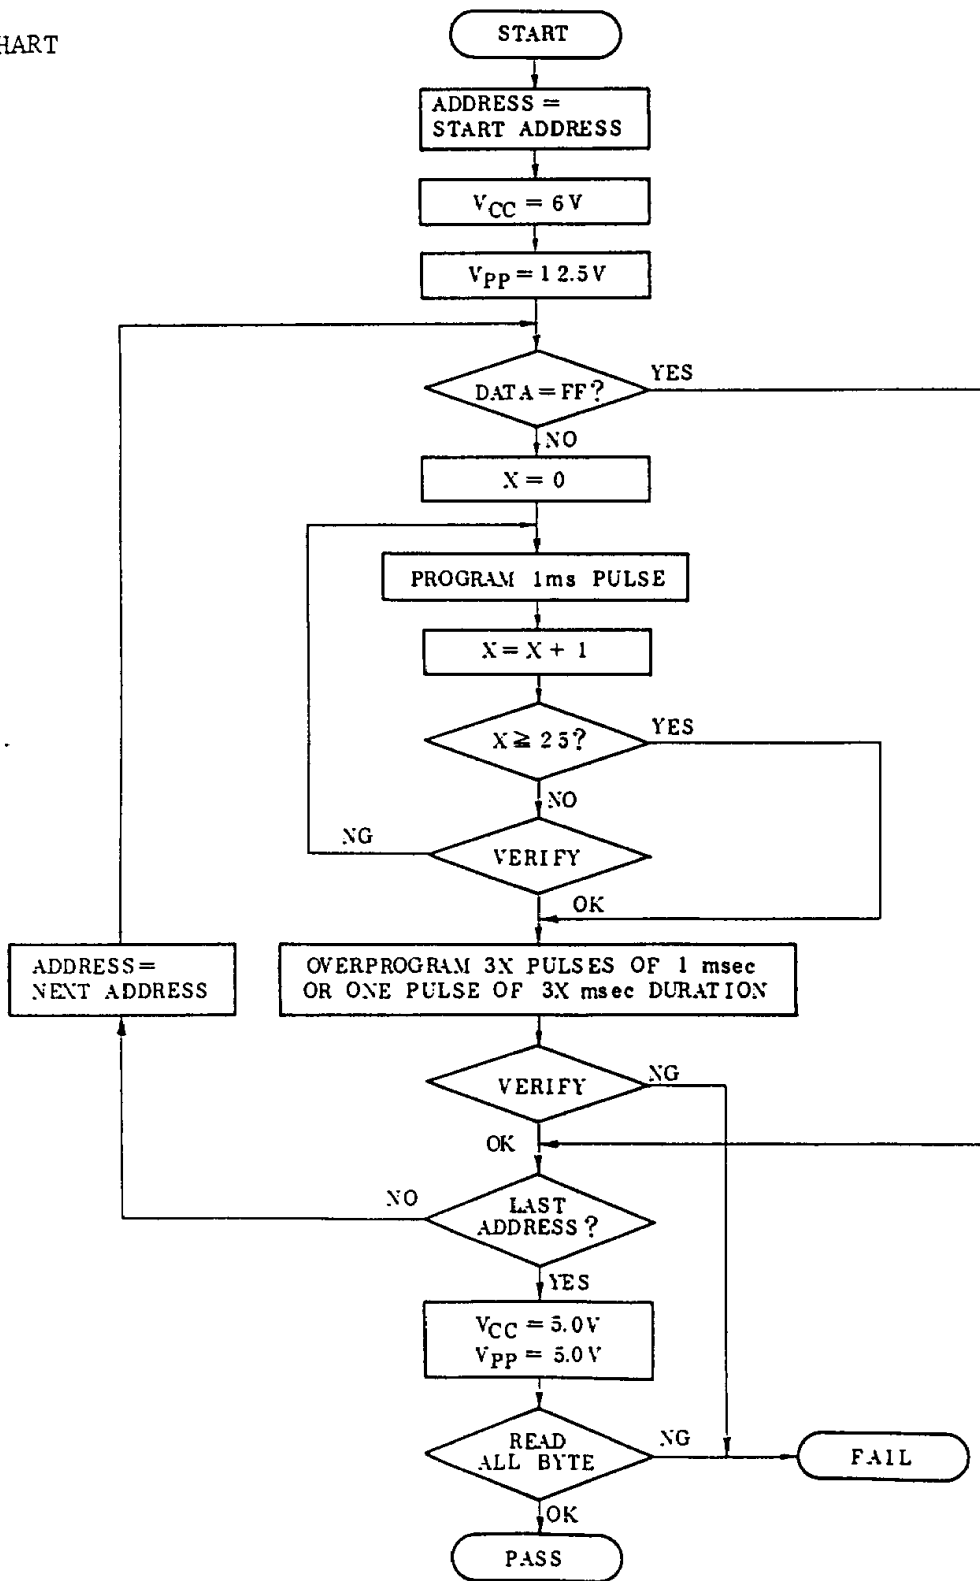 HART
START
ADDRESS =
START ADDRESS
VCC = 6V
VPP = 12.5V
DATA = FF?
YES
NO
X = 0
PROGRAM 1ms PULSE
X = X + 1
X ≧ 25?
YES
NO
NG
VERIFY
OK
ADDRESS =
NEXT ADDRESS
OVERPROGRAM 3X PULSES OF 1 msec
OR ONE PULSE OF 3X msec DURATION
VERIFY
NG
OK
NO
LAST
ADDRESS?
YES
VCC = 5.0V
VPP = 5.0V
READ
ALL BYTE
NG
FAIL
OK
PASS